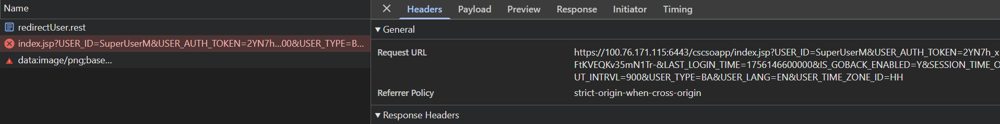 Name
Headers Payload Preview Response Initiator Timing
redirectUser.rest
General
index.jsp?USER_ID=SuperUserM&USER_AUTH_TOKEN=2YN7h...00&USER_TYPE=B...
Request URL
https://100.76.171.115:6443/cscsoapp/index.jsp?USER_ID=SuperUserM&USER_AUTH_TOKEN=2YN7h_x
FtKVEQKv35mN1Tr-&LAST_LOGIN_TIME=1756146600000&IS_GOBACK_ENABLED=Y&SESSION_TIME_O
UT_INTRVL=900&USER_TYPE=BA&USER_LANG=EN&USER_TIME_ZONE_ID=HH
data:image/png;base...
Referrer Policy
strict-origin-when-cross-origin
Response Headers